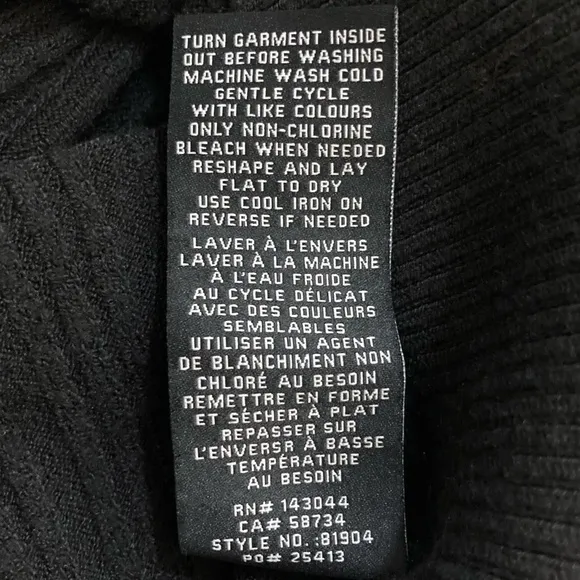 TURN GARMENT INSIDE
OUT BEFORE WASHING
MACHINE WASH COLD
GENTLE CYCLE
WITH LIKE COLOURS
ONLY NON-CHLORINE
BLEACH WHEN NEEDED
RESHAPE AND LAY
FLAT TO DRY
USE COOL IRON ON
REVERSE IF NEEDED
LAVER À L'ENVERS
LAVER À LA MACHINE
À L'EAU FROIDE
AU CYCLE DÉLICAT
AVEC DES COULEURS
SEMBLABLES
UTILISER UN AGENT
DE BLANCHIMENT NON
CHLORÉ AU BESOIN
REMETTRE EN FORME
ET SÉCHER À PLAT
REPASSER SUR
L'ENVERSR À BASSE
TEMPÉRATURE
AU BESOIN
RN# 143044
CA# 58734
STYLE NO. :81904
PO# 25413